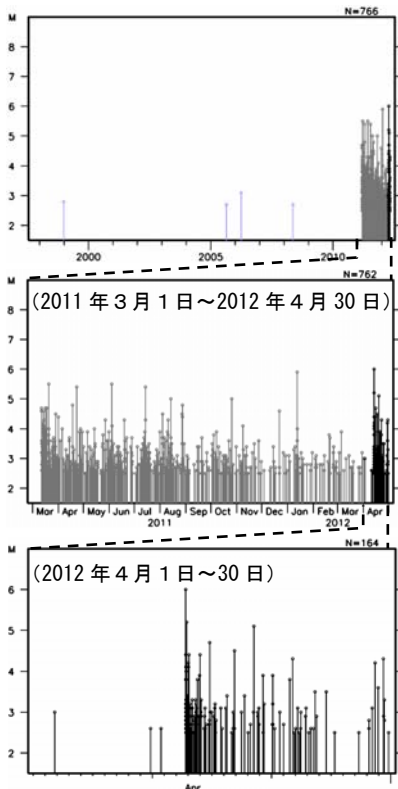 M N=766
9
8
7
6
5
4
3
2
2000 2005 2010
M N=762
(2011年3月1日~2012年4月30日)
9
8
7
6
5
4
3
2
Mar Apr May Jun Jul Aug Sep Oct Nov Dec Jan Feb Mar Apr
2011 2012
M N=164
(2012年4月1日~30日)
6
5
4
3
2
Apr